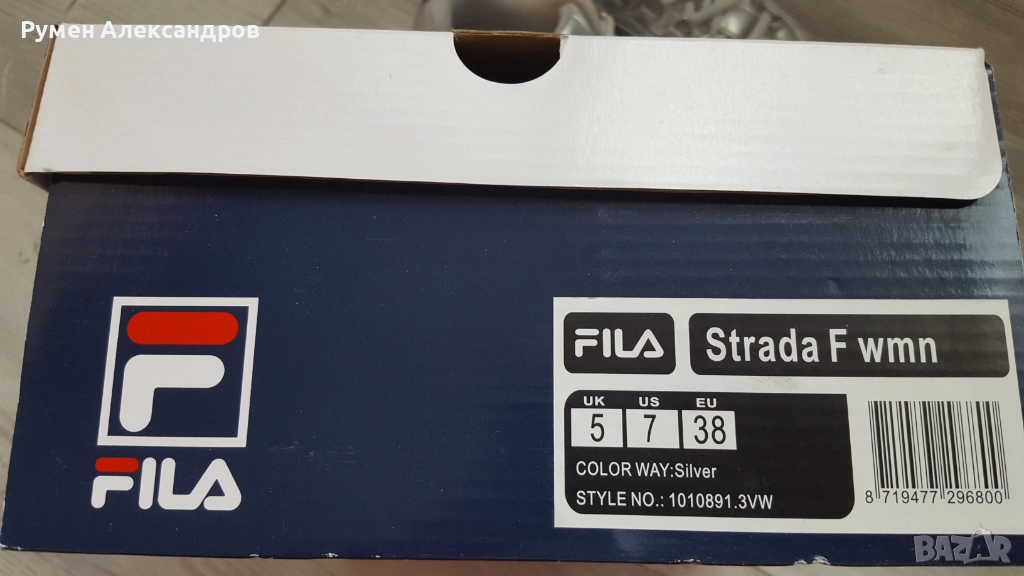 Румен Александров
FILA
FILA Strada F wmn
UK US EU
5 7 38
COLOR WAY:Silver
STYLE NO.: 1010891.3VW
8 719477 296800
BAZAR